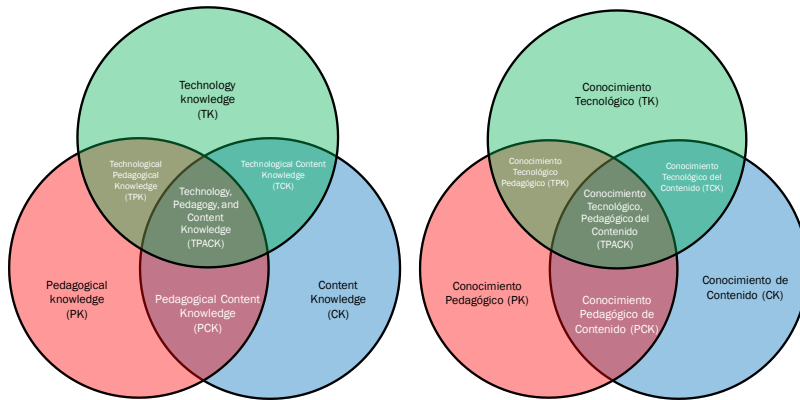 Technology
knowledge
(TK)
Technological
Pedagogical
Knowledge
(TPK)
Technological Content
Knowledge
(TCK)
Technology,
Pedagogy, and
Content
Knowledge
(TPACK)
Pedagogical
knowledge
(PK)
Pedagogical Content
Knowledge
(PCK)
Content
Knowledge
(CK)
Conocimiento
Tecnológico (TK)
Conocimiento
Tecnológico
Pedagógico (TPK)
Conocimiento
Tecnológico del
Contenido (TCK)
Conocimiento
Tecnológico,
Pedagógico del
Contenido
(TPACK)
Conocimiento
Pedagógico (PK)
Conocimiento
Pedagógico de
Contenido (PCK)
Conocimiento de
Contenido (CK)